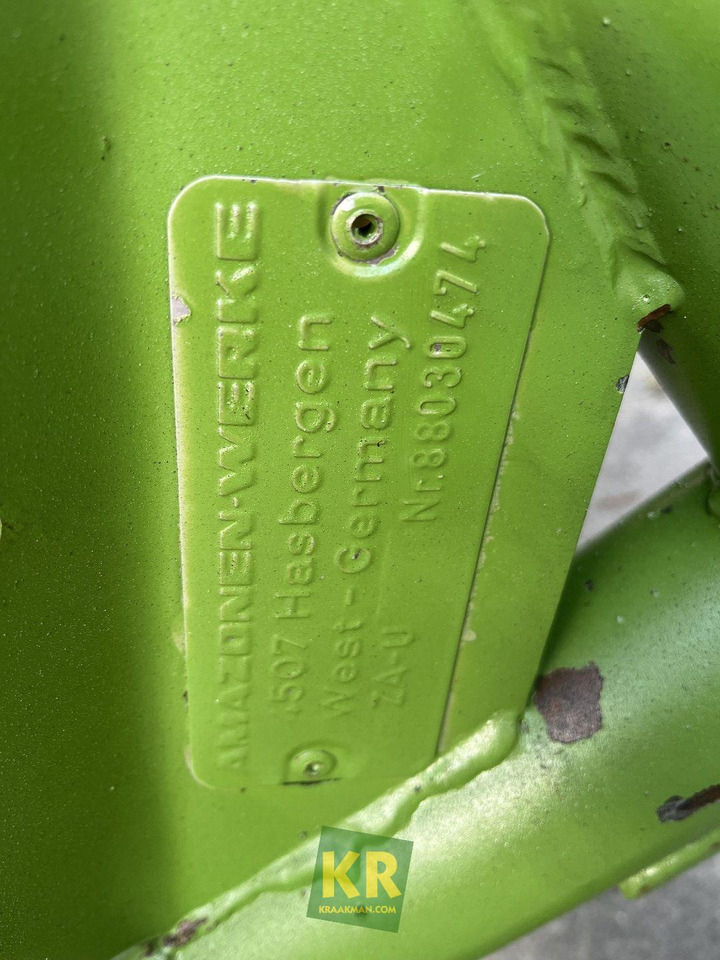 AMAZONEN-WERKE
4507 Hasbergen
West-Germany
ZA-U Nr.88030474
KR
KRAAKMAN.COM